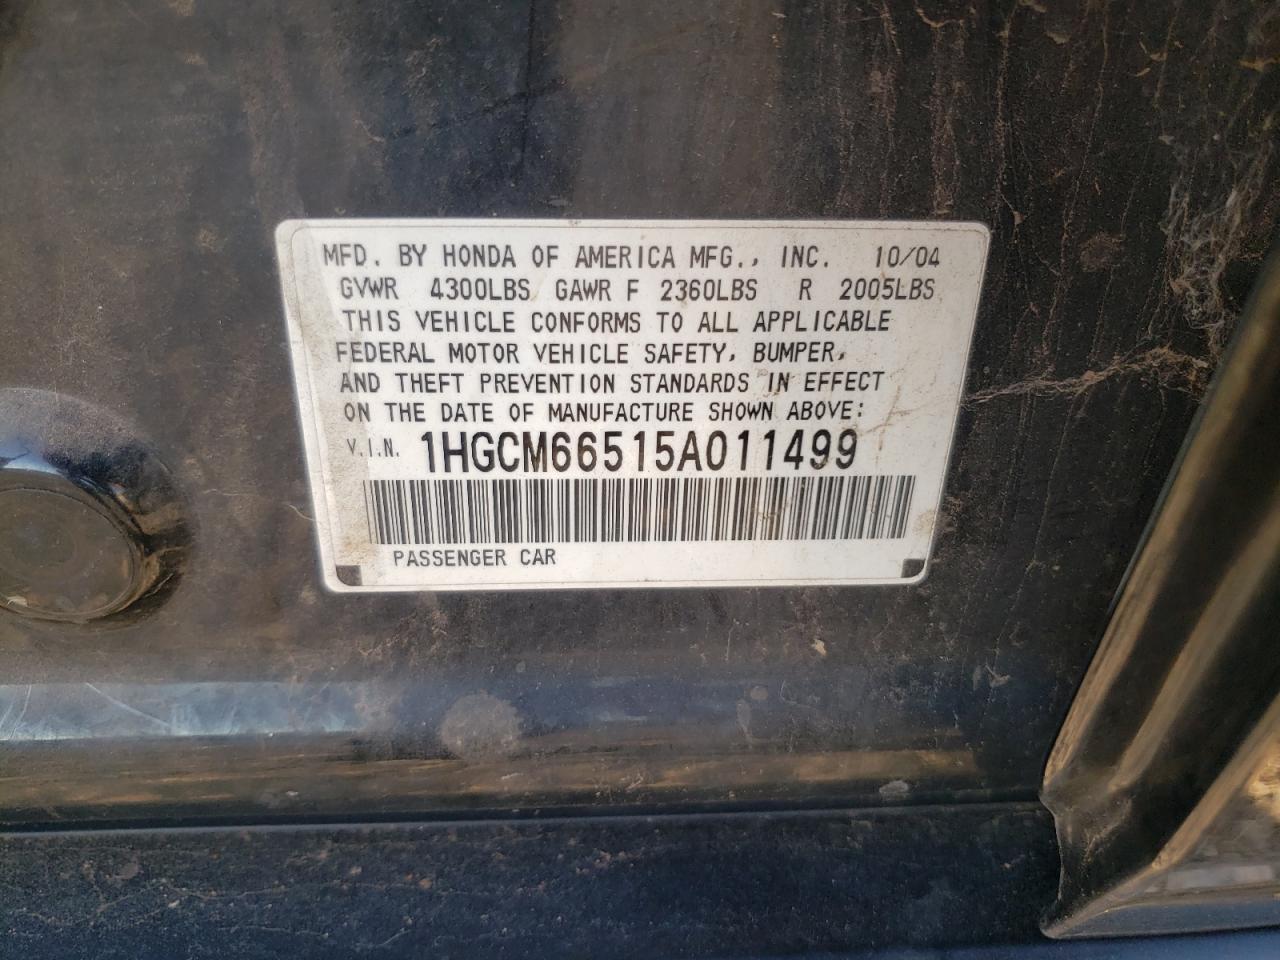 MFD. BY HONDA OF AMERICA MFG., INC. 10/04
GVWR 4300LBS GAWR F 2360LBS R 2005LBS
THIS VEHICLE CONFORMS TO ALL APPLICABLE
FEDERAL MOTOR VEHICLE SAFETY, BUMPER,
AND THEFT PREVENTION STANDARDS IN EFFECT
ON THE DATE OF MANUFACTURE SHOWN ABOVE:
V.I.N. 1HGCM66515A011499
PASSENGER CAR